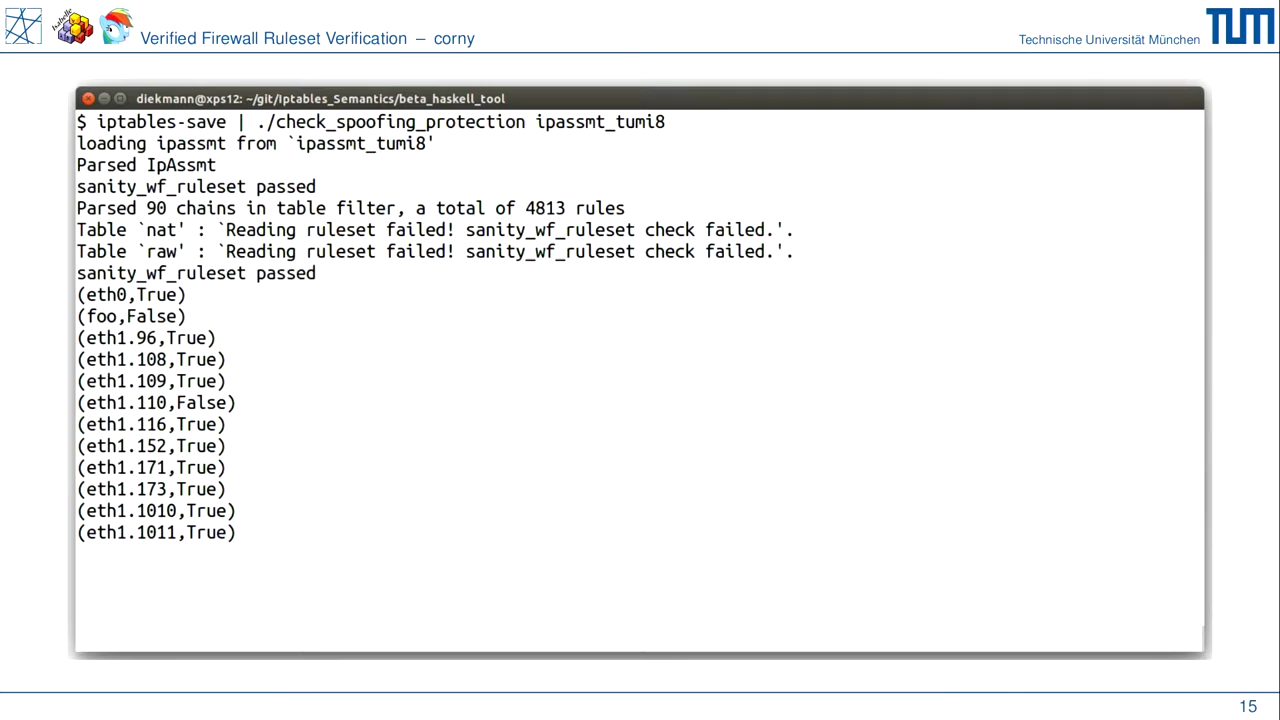 Isabelle
Verified Firewall Ruleset Verification – corny
Technische Universität München
TUM
diekmann@xps12: ~/git/Iptables_Semantics/beta_haskell_tool
$ iptables-save | ./check_spoofing_protection ipassmt_tumi8
loading ipassmt from `ipassmt_tumi8'
Parsed IpAssmt
sanity_wf_ruleset passed
Parsed 90 chains in table filter, a total of 4813 rules
Table `nat' : `Reading ruleset failed! sanity_wf_ruleset check failed.'.
Table `raw' : `Reading ruleset failed! sanity_wf_ruleset check failed.'.
sanity_wf_ruleset passed
(eth0,True)
(foo,False)
(eth1.96,True)
(eth1.108,True)
(eth1.109,True)
(eth1.110,False)
(eth1.116,True)
(eth1.152,True)
(eth1.171,True)
(eth1.173,True)
(eth1.1010,True)
(eth1.1011,True)
15